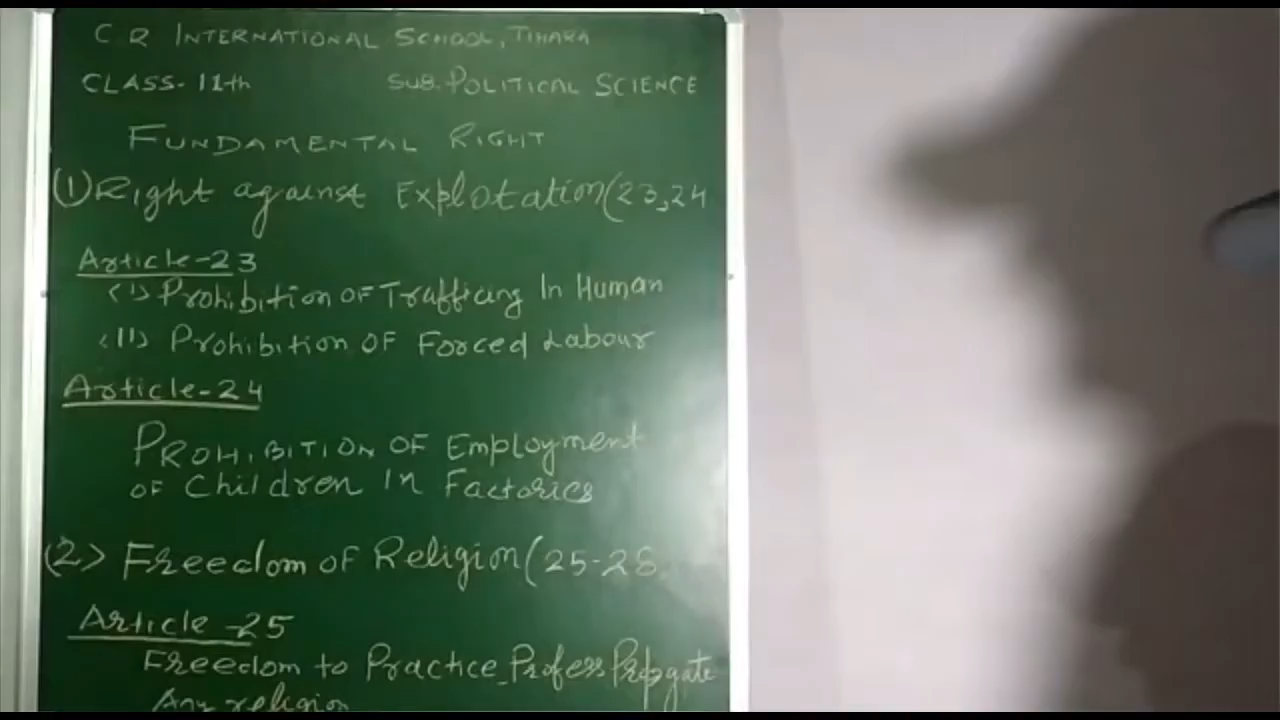 C R INTERNATIONAL SCHOOL, TIHARA
CLASS-11th SUB. POLITICAL SCIENCE
FUNDAMENTAL RIGHT
(1) Right against Explotation (23,24
Article-23
(I) Prohibition OF Trafficing In Human
(II) Prohibition OF Forced Labour
Article-24
PROHIBITION OF Employment
OF Children In Factories
(2) Freedom OF Religion (25-28
Article-25
Freedom to Practice Profess Propgate
Any religion